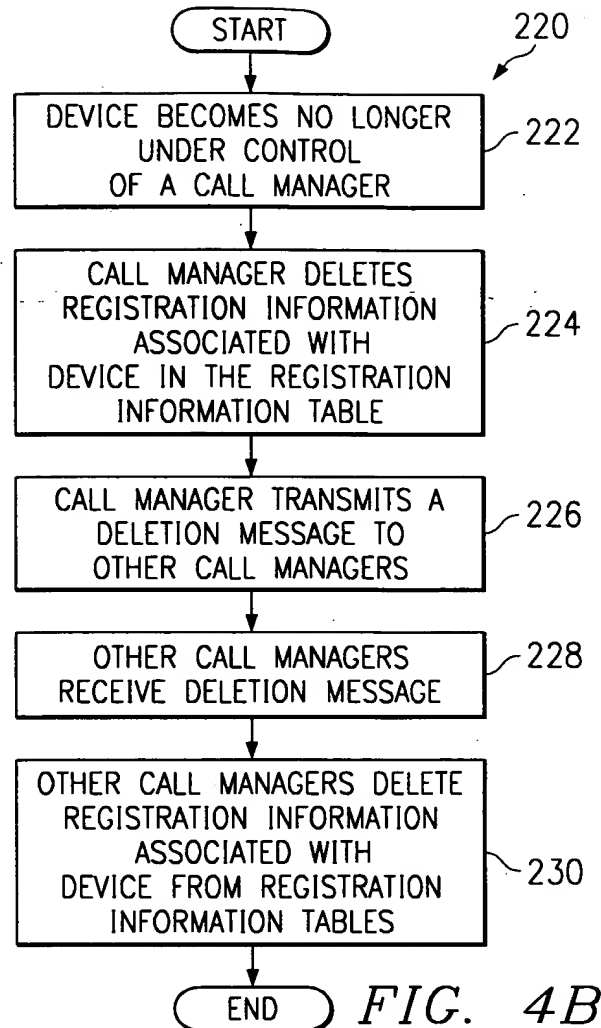 START
220
DEVICE BECOMES NO LONGER
UNDER CONTROL
OF A CALL MANAGER
222
CALL MANAGER DELETES
REGISTRATION INFORMATION
ASSOCIATED WITH
DEVICE IN THE REGISTRATION
INFORMATION TABLE
224
CALL MANAGER TRANSMITS A
DELETION MESSAGE TO
OTHER CALL MANAGERS
226
OTHER CALL MANAGERS
RECEIVE DELETION MESSAGE
228
OTHER CALL MANAGERS DELETE
REGISTRATION INFORMATION
ASSOCIATED WITH
DEVICE FROM REGISTRATION
INFORMATION TABLES
230
END
FIG. 4B